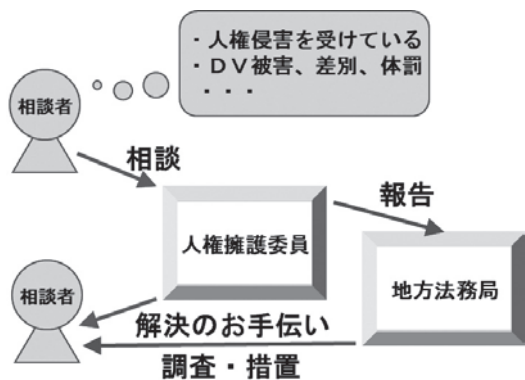 ・人権侵害を受けている
・DV被害、差別、体罰
・・・
相談者
相談
報告
人権擁護委員
地方法務局
相談者
解決のお手伝い
調査・措置